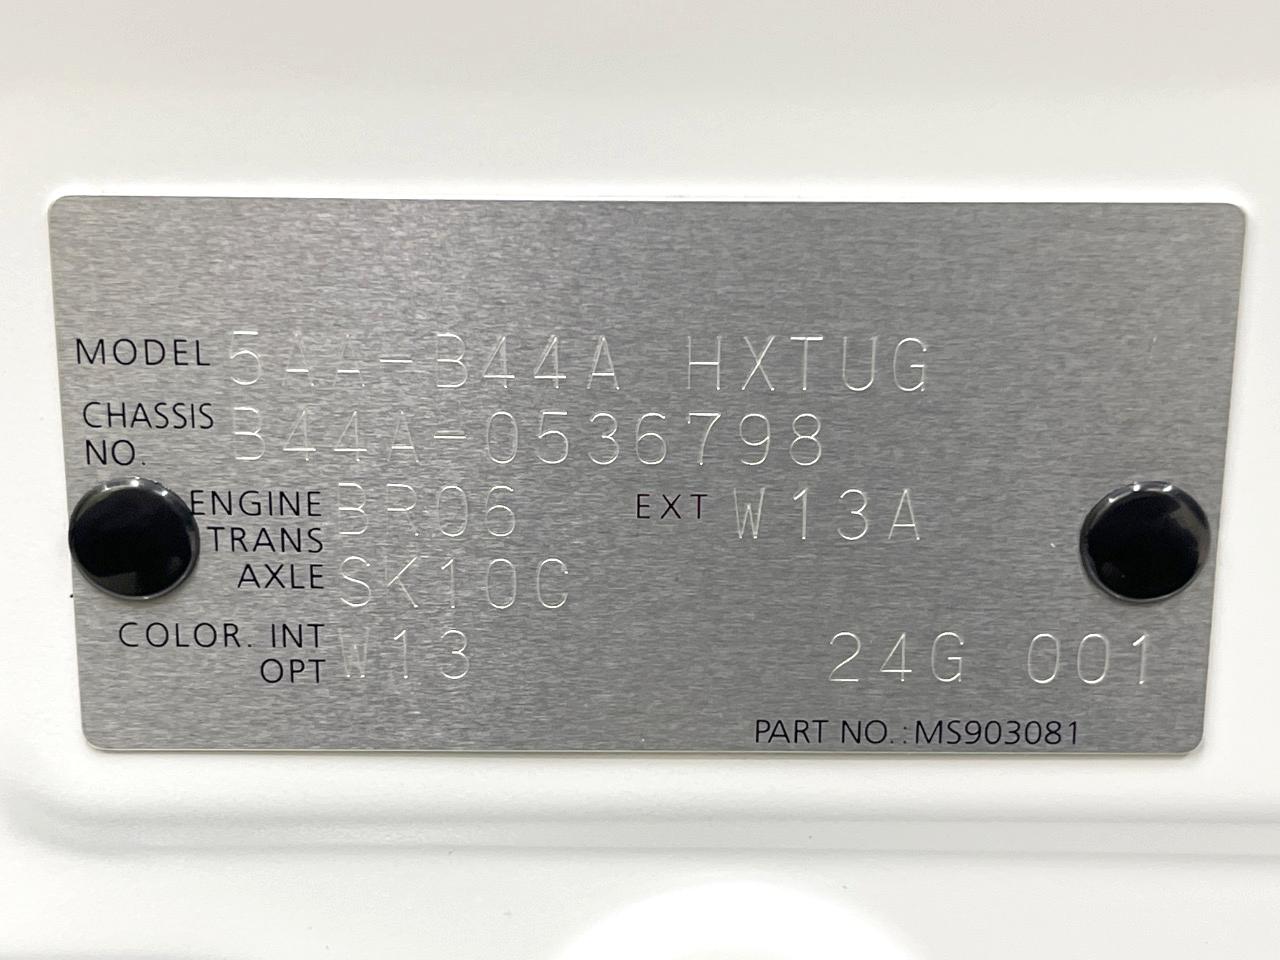 MODEL 5AA-B44A HXTUG
CHASSIS NO. B44A-0536798
ENGINE BR06 EXT W13A
TRANS AXLE SK10C
COLOR. INT OPT W13 24G 001
PART NO.:MS903081